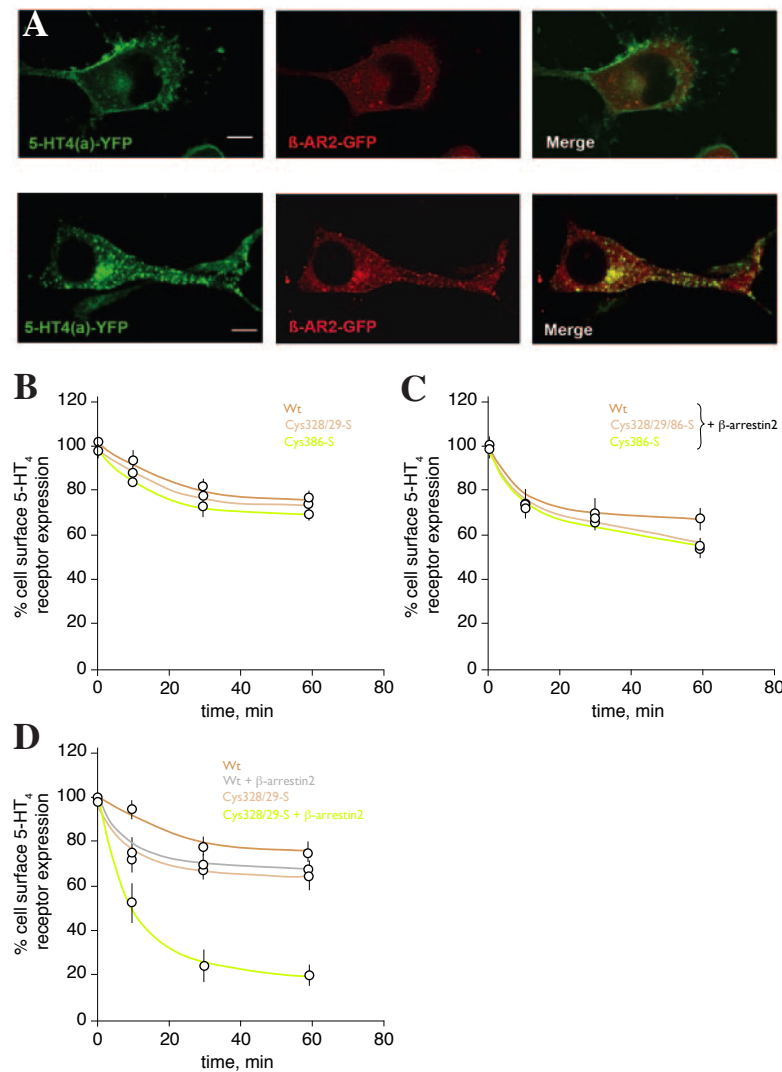 A
5-HT4(a)-YFP
ß-AR2-GFP
Merge
5-HT4(a)-YFP
ß-AR2-GFP
Merge
B
120
100
80
60
40
20
0
0 20 40 60 80
% cell surface 5-HT4
receptor expression
time, min
Wt
Cys328/29-S
Cys386-S
C
120
100
80
60
40
20
0
0 20 40 60 80
% cell surface 5-HT4
receptor expression
time, min
Wt
Cys328/29/86-S
Cys386-S
+ β-arrestin2
D
120
100
80
60
40
20
0
0 20 40 60 80
% cell surface 5-HT4
receptor expression
time, min
Wt
Wt + β-arrestin2
Cys328/29-S
Cys328/29-S + β-arrestin2